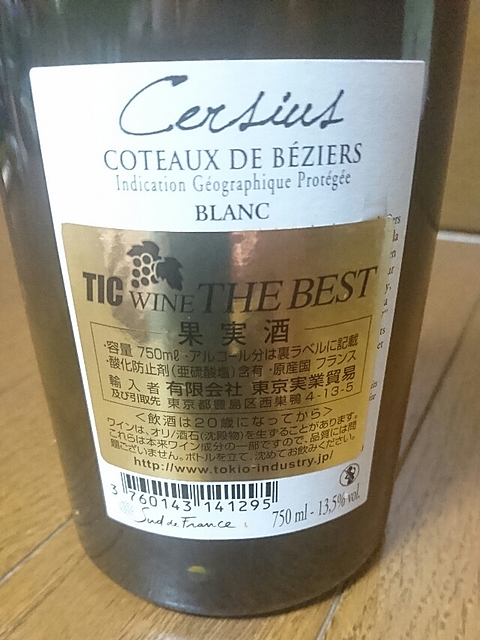 Cersius
COTEAUX DE BÉZIERS
Indication Géographique Protégée
BLANC
TIC WINE THE BEST
果実酒
・容量 750mℓ・アルコール分は裏ラベルに記載
・酸化防止剤(亜硫酸塩)含有・原産国 フランス
輸入者 有限会社 東京実業貿易
及び引取先 東京都豊島区西巣鴨 4-13-5
<飲酒は20歳になってから>
ワインは、オリ/酒石(沈殿物)を生ずることがあります。
これらは本来ワイン成分の一部ですので、品質には問
題ございません。ボトルを立て、沈めてお飲みください。
http://www.tokio-industry.jp/
3 760143 141295
Sud de France
750 ml - 13,5% vol.